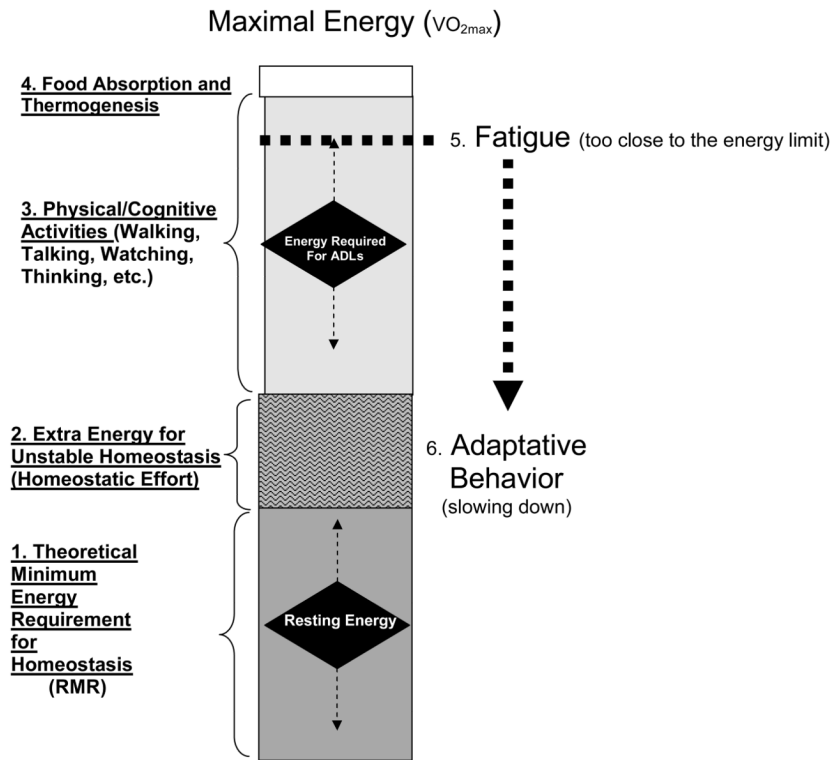 Maximal Energy (VO2max)
4. Food Absorption and
Thermogenesis
5. Fatigue (too close to the energy limit)
3. Physical/Cognitive
Activities (Walking,
Talking, Watching,
Thinking, etc.)
Energy Required
For ADLs
2. Extra Energy for
Unstable Homeostasis
(Homeostatic Effort)
6. Adaptative
Behavior
(slowing down)
1. Theoretical
Minimum
Energy
Requirement
for
Homeostasis
(RMR)
Resting Energy